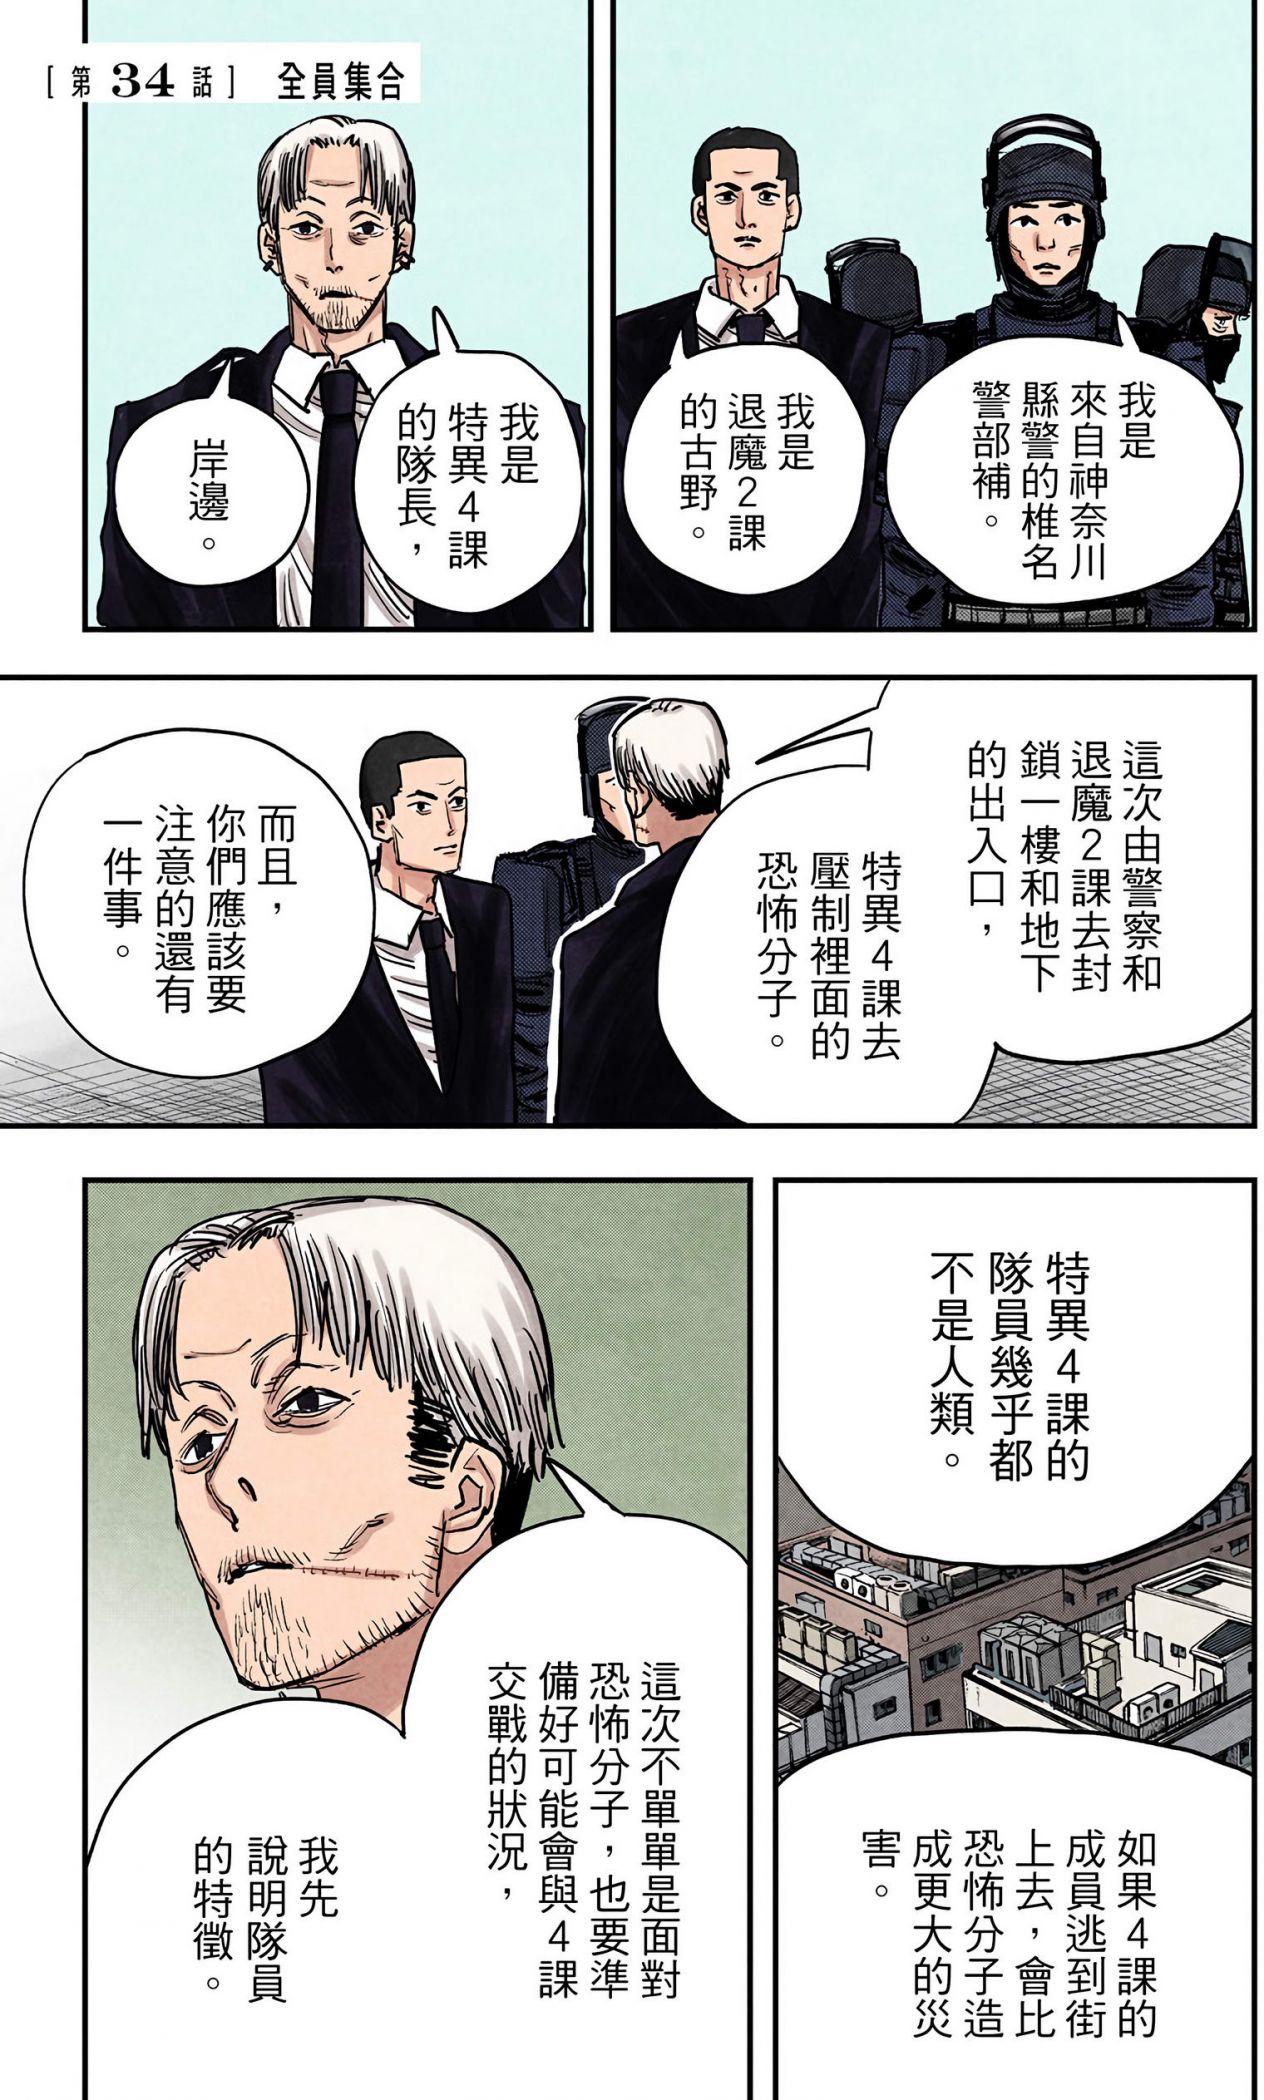 [第34話] 全員集合
我是
來自神奈川
縣警的椎名
警部補。
我是
退魔2課
的古野。
我是
特異4課
的隊長，
岸邊。
這次由警察和
退魔2課去封
鎖一樓和地下
的出入口，
特異4課去
壓制裡面的
恐怖分子。
而且，
你們應該要
注意的還有
一件事。
特異4課的
隊員幾乎都
不是人類。
如果4課的
成員逃到街
上去，會比
恐怖分子造
成更大的災
害。
這次不單單是面對
恐怖分子，也要準
備好可能會與4課
交戰的狀況，
我先
說明隊員
的特徵。